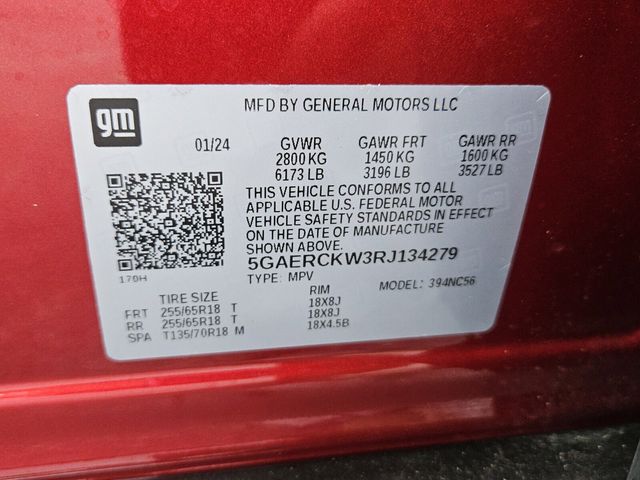 gm
MFD BY GENERAL MOTORS LLC
01/24 GVWR GAWR FRT GAWR RR
2800 KG 1450 KG 1600 KG
6173 LB 3196 LB 3527 LB
THIS VEHICLE CONFORMS TO ALL
APPLICABLE U.S. FEDERAL MOTOR
VEHICLE SAFETY STANDARDS IN EFFECT
ON THE DATE OF MANUFACTURE
SHOWN ABOVE.
5GAERCKW3RJ134279
170H
TYPE: MPV MODEL: 394NC56
TIRE SIZE RIM
FRT 255/65R18 T 18X8J
RR 255/65R18 T 18X8J
SPA T135/70R18 M 18X4.5B